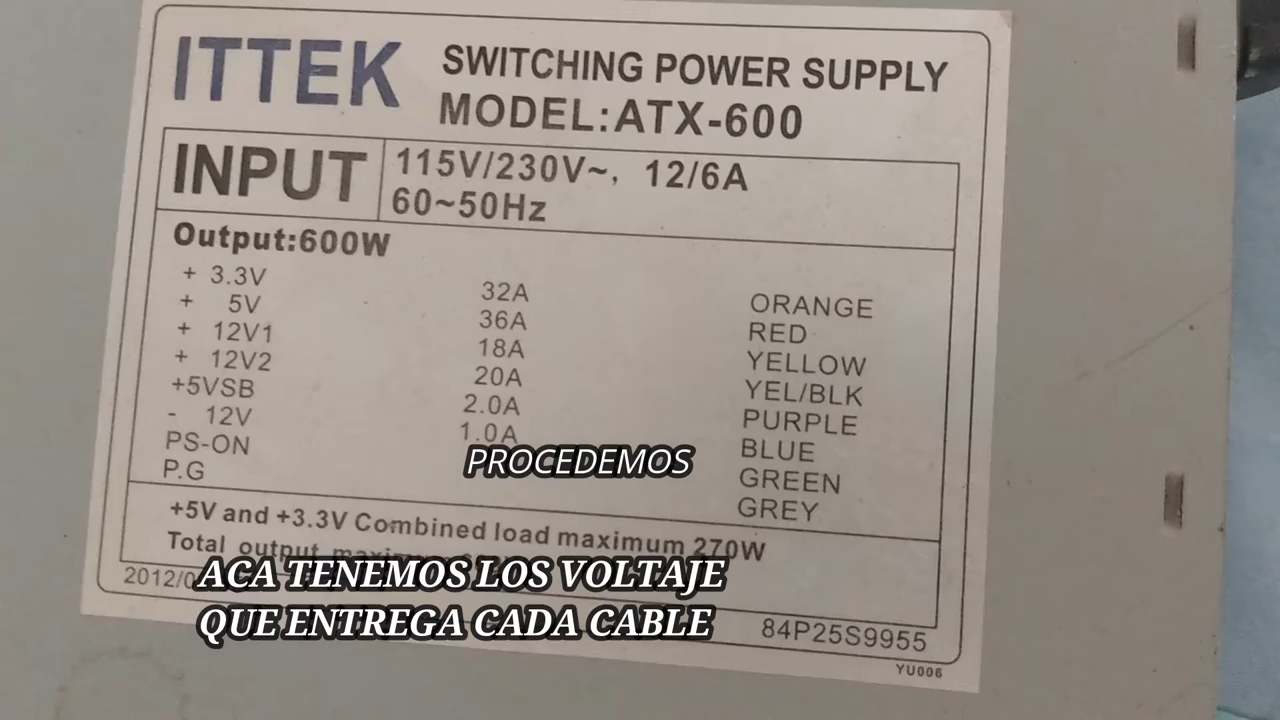 ITTEK
SWITCHING POWER SUPPLY
MODEL:ATX-600
INPUT
115V/230V~, 12/6A
60~50Hz
Output:600W
+ 3.3V 32A ORANGE
+ 5V 36A RED
+ 12V1 18A YELLOW
+ 12V2 20A YEL/BLK
+5VSB 2.0A PURPLE
- 12V 1.0A BLUE
PS-ON GREEN
P.G GREY
PROCEDEMOS
+5V and +3.3V Combined load maximum 270W
Total output maximum
ACA TENEMOS LOS VOLTAJE
QUE ENTREGA CADA CABLE
84P25S9955
YU006